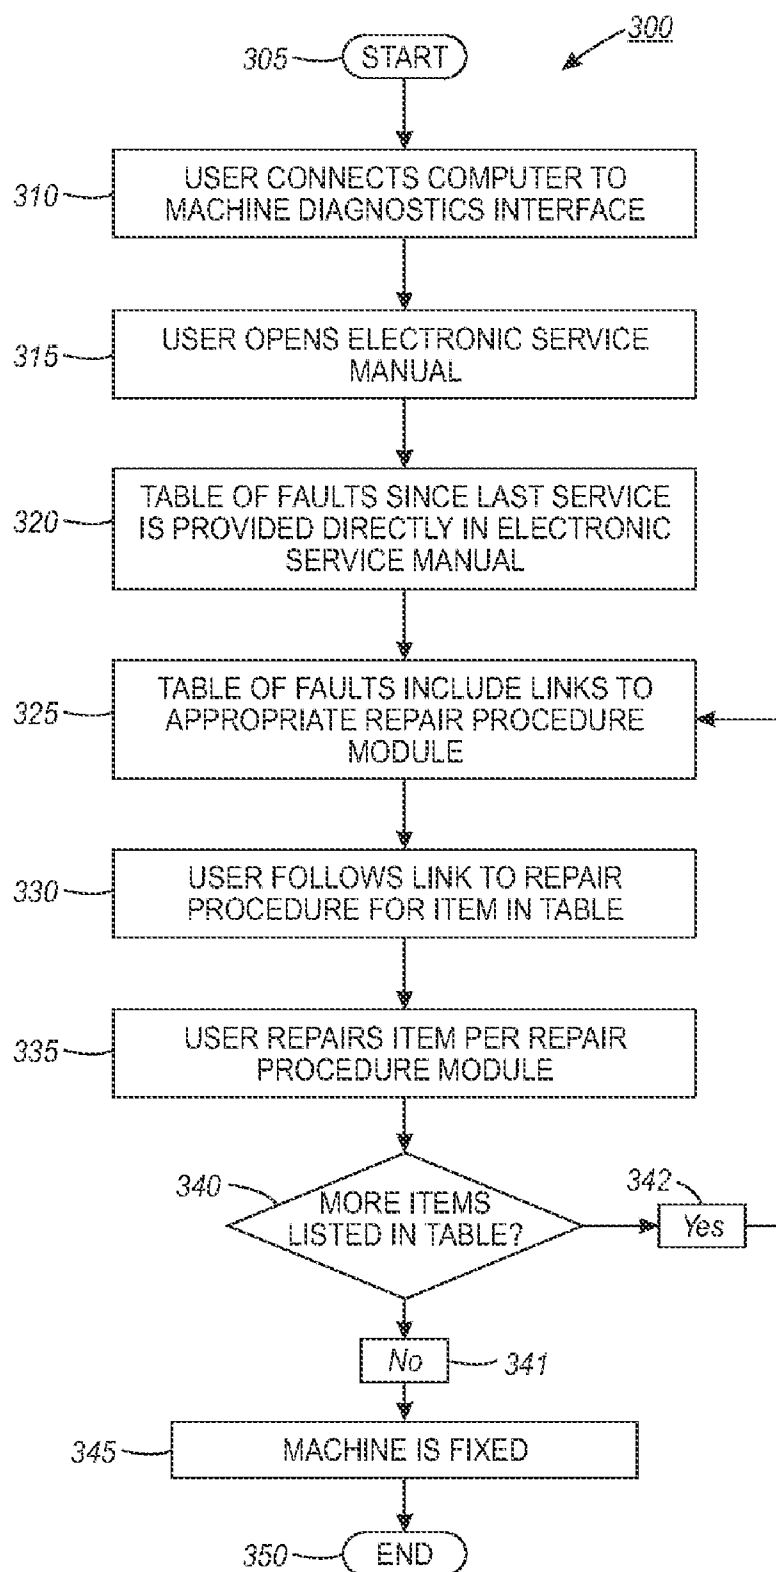 300
305
START
310
USER CONNECTS COMPUTER TO
MACHINE DIAGNOSTICS INTERFACE
315
USER OPENS ELECTRONIC SERVICE
MANUAL
320
TABLE OF FAULTS SINCE LAST SERVICE
IS PROVIDED DIRECTLY IN ELECTRONIC
SERVICE MANUAL
325
TABLE OF FAULTS INCLUDE LINKS TO
APPROPRIATE REPAIR PROCEDURE
MODULE
330
USER FOLLOWS LINK TO REPAIR
PROCEDURE FOR ITEM IN TABLE
335
USER REPAIRS ITEM PER REPAIR
PROCEDURE MODULE
340
MORE ITEMS
LISTED IN TABLE?
342
Yes
No
341
345
MACHINE IS FIXED
350
END